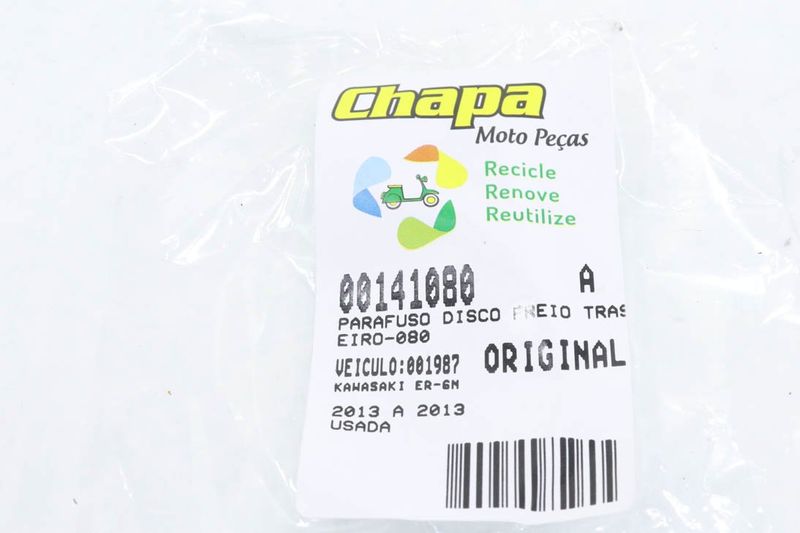 Chapa
Moto Peças
Recicle
Renove
Reutilize
00141080 A
PARAFUSO DISCO FREIO TRAS
EIRO-080
VEICULO:001987 ORIGINAL
KAWASAKI ER-6N
2013 A 2013
USADA